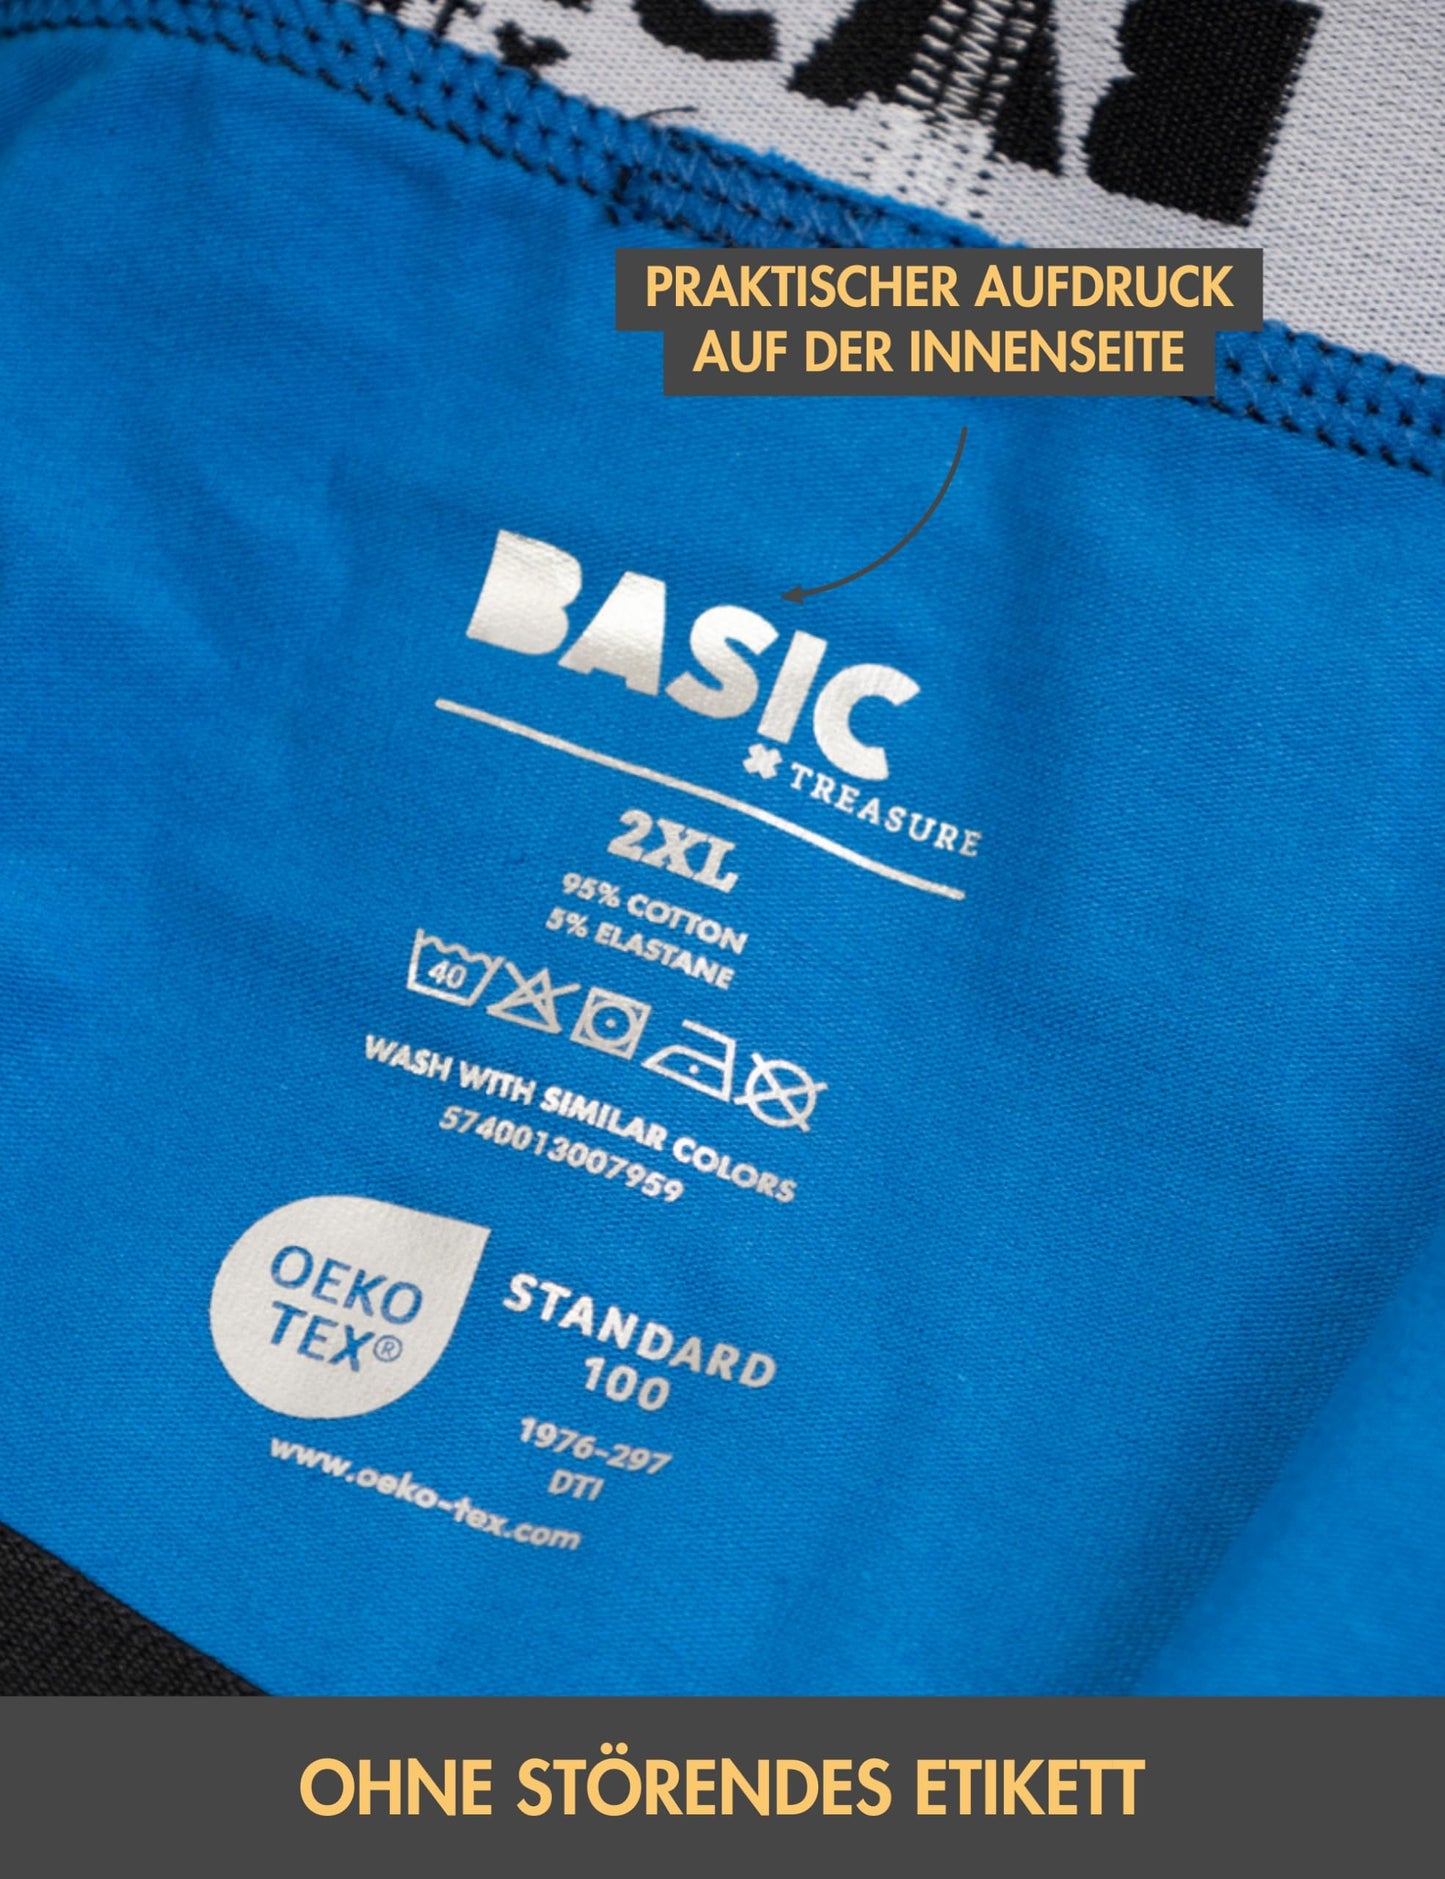 PRAKTISCHER AUFDRUCK
AUF DER INNENSEITE
BASIC
TREASURE
2XL
95% COTTON
5% ELASTANE
40
WASH WITH SIMILAR COLORS
5740013007959
OEKO
TEX®
STANDARD
100
1976-297
DTI
www.oeko-tex.com
OHNE STÖRENDES ETIKETT